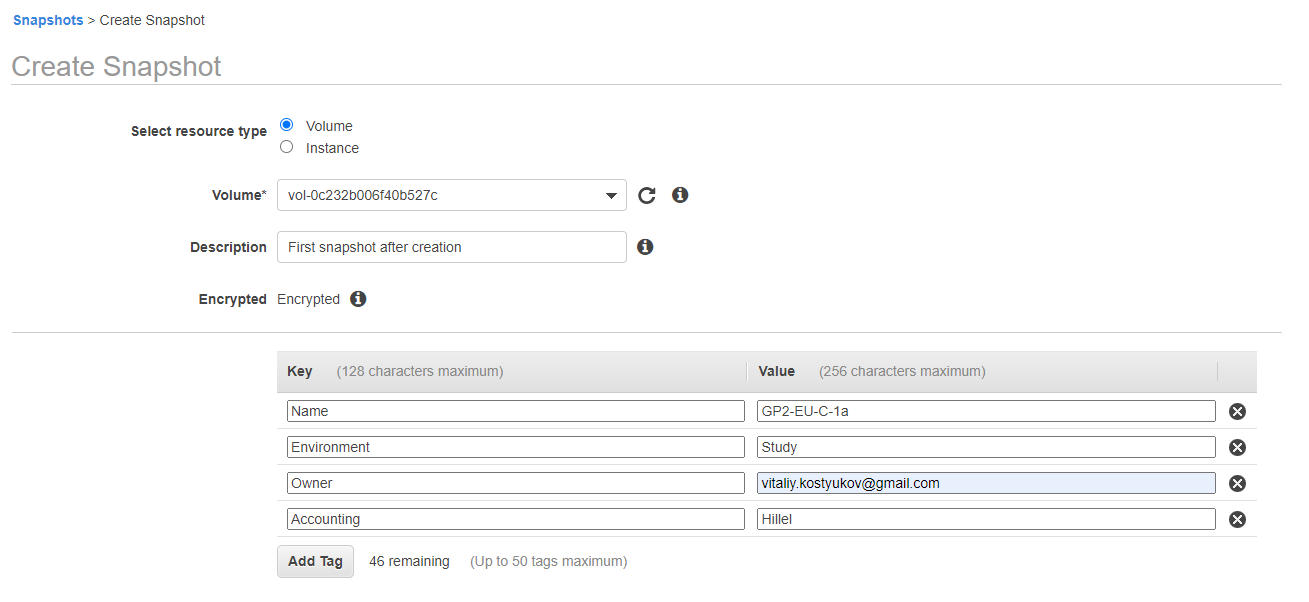 Snapshots > Create Snapshot
Create Snapshot
Select resource type
Volume
Instance
Volume* vol-0c232b006f40b527c
Description First snapshot after creation
Encrypted Encrypted
Key (128 characters maximum) Value (256 characters maximum)
Name GP2-EU-C-1a
Environment Study
Owner vitaliy.kostyukov@gmail.com
Accounting Hillel
Add Tag 46 remaining (Up to 50 tags maximum)